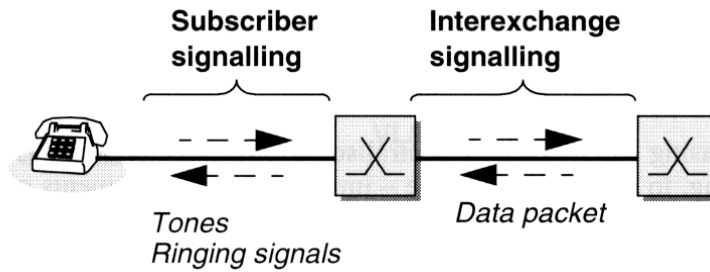 Subscriber
signalling
Interexchange
signalling
Tones
Ringing signals
Data packet